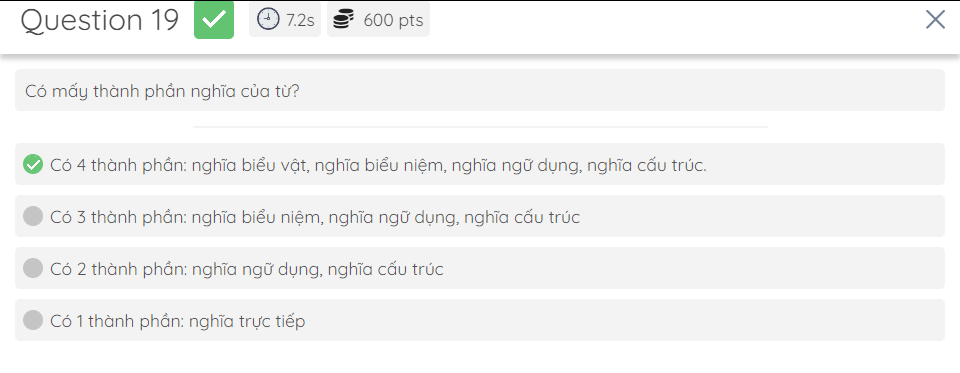 Question 19 7.2s 600 pts
Có mấy thành phần nghĩa của từ?
Có 4 thành phần: nghĩa biểu vật, nghĩa biểu niệm, nghĩa ngữ dụng, nghĩa cấu trúc.
Có 3 thành phần: nghĩa biểu niệm, nghĩa ngữ dụng, nghĩa cấu trúc
Có 2 thành phần: nghĩa ngữ dụng, nghĩa cấu trúc
Có 1 thành phần: nghĩa trực tiếp